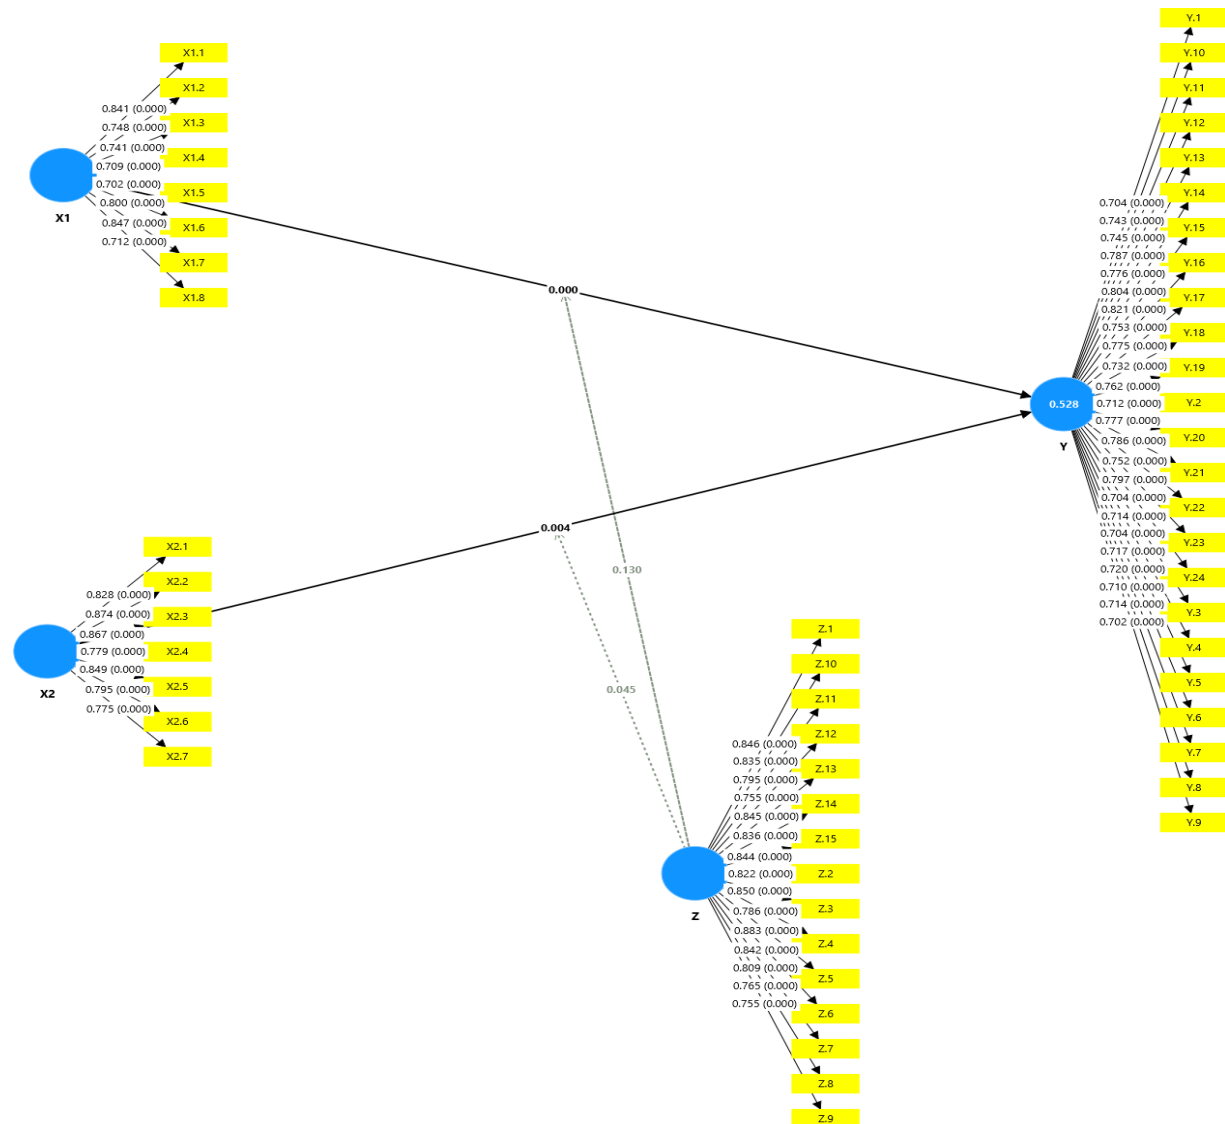 X1.1
X1.2
X1.3
X1.4
X1.5
X1.6
X1.7
X1.8
0.841 (0.000)
0.748 (0.000)
0.741 (0.000)
0.709 (0.000)
0.702 (0.000)
0.800 (0.000)
0.847 (0.000)
0.712 (0.000)
X1
0.000
0.004
0.130
0.045
X2.1
X2.2
X2.3
X2.4
X2.5
X2.6
X2.7
0.828 (0.000)
0.874 (0.000)
0.867 (0.000)
0.779 (0.000)
0.849 (0.000)
0.795 (0.000)
0.775 (0.000)
X2
Z.1
Z.10
Z.11
Z.12
Z.13
Z.14
Z.15
Z.2
Z.3
Z.4
Z.5
Z.6
Z.7
Z.8
Z.9
0.846 (0.000)
0.835 (0.000)
0.795 (0.000)
0.755 (0.000)
0.845 (0.000)
0.836 (0.000)
0.844 (0.000)
0.822 (0.000)
0.850 (0.000)
0.786 (0.000)
0.883 (0.000)
0.842 (0.000)
0.809 (0.000)
0.765 (0.000)
0.755 (0.000)
Z
Y.1
Y.10
Y.11
Y.12
Y.13
Y.14
Y.15
Y.16
Y.17
Y.18
Y.19
Y.2
Y.20
Y.21
Y.22
Y.23
Y.24
Y.3
Y.4
Y.5
Y.6
Y.7
Y.8
Y.9
0.704 (0.000)
0.743 (0.000)
0.745 (0.000)
0.787 (0.000)
0.776 (0.000)
0.804 (0.000)
0.821 (0.000)
0.753 (0.000)
0.775 (0.000)
0.732 (0.000)
0.762 (0.000)
0.712 (0.000)
0.777 (0.000)
0.786 (0.000)
0.752 (0.000)
0.797 (0.000)
0.704 (0.000)
0.714 (0.000)
0.704 (0.000)
0.717 (0.000)
0.720 (0.000)
0.710 (0.000)
0.714 (0.000)
0.702 (0.000)
0.528
Y